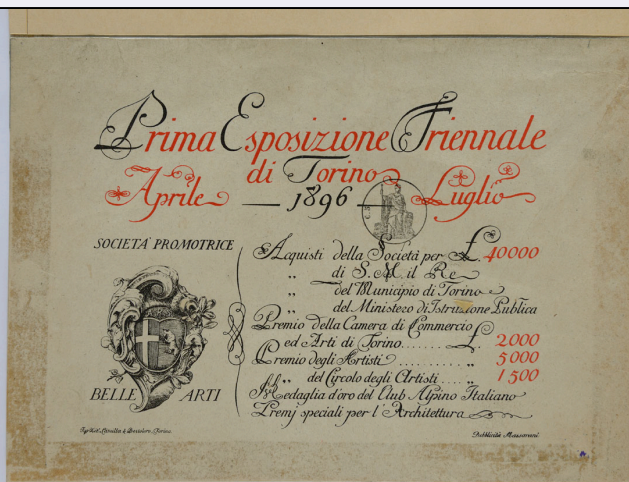 Prima Esposizione Triennale
di Torino
Aprile — 1896 — Luglio
SOCIETÀ PROMOTRICE
BELLE ARTI
Acquisti della Società per £. 40000
„ di S. M. il Re
„ del Municipio di Torino
„ del Ministero di Istruzione Publica
Premio della Camera di Commercio
ed Arti di Torino........ £. 2000
Premio degli Artisti ............ „ 5000
„ del Circolo degli Artisti ..... „ 1500
Medaglia d'oro del Club Alpino Italiano
Premj speciali per l'Architettura
Torino
Pubblicità